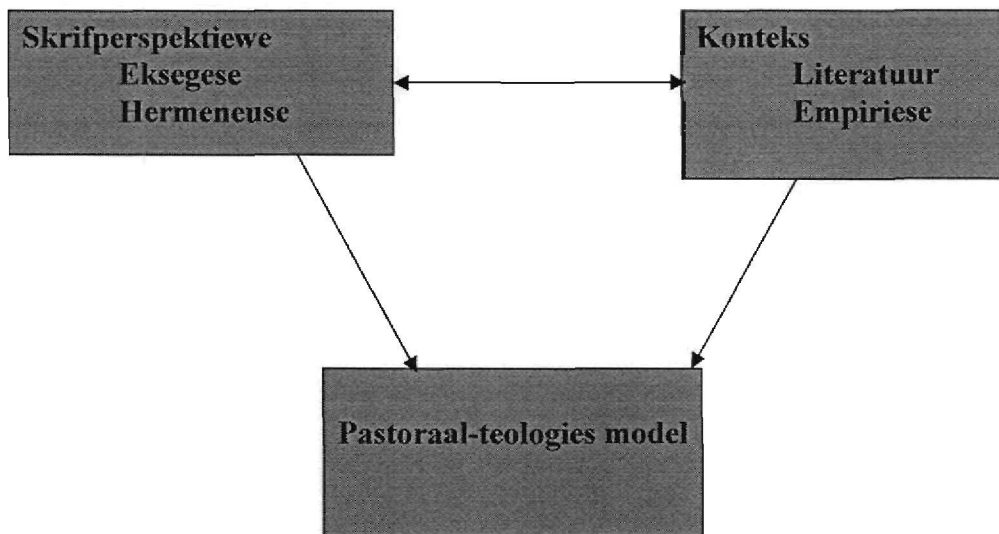 Skrifperspektiewe
Eksegese
Hermeneuse
Konteks
Literatuur
Empiriese
Pastoraal-teologies model